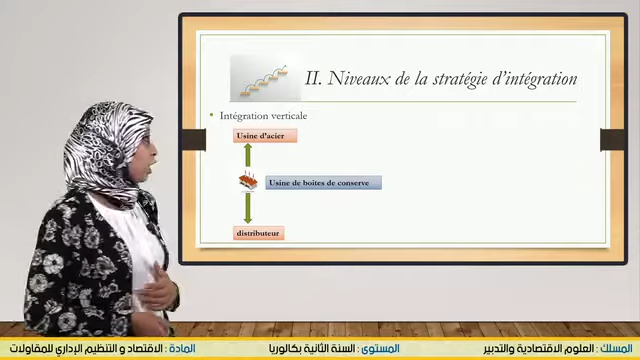 II. Niveaux de la stratégie d'intégration
• Intégration verticale
Usine d'acier
Usine de boites de conserve
distributeur
المسلك : العلوم الاقتصادية والتدبير
المستوى : السنة الثانية بكالوريا
المادة : الاقتصاد و التنظيم الإداري للمقاولات